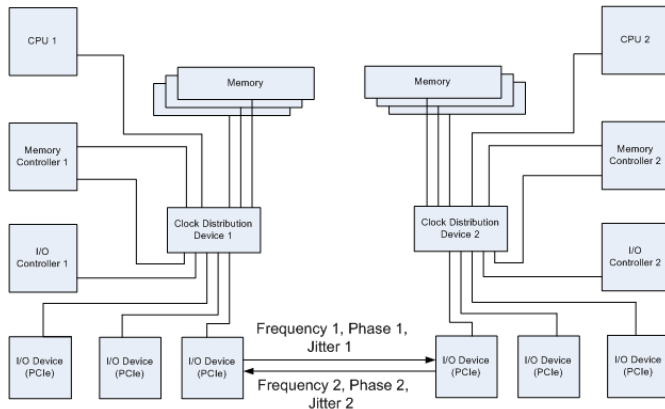 CPU 1
CPU 2
Memory
Memory
Memory
Controller 1
Memory
Controller 2
Clock Distribution
Device 1
Clock Distribution
Device 2
I/O
Controller 1
I/O
Controller 2
I/O Device
(PCIe)
I/O Device
(PCIe)
I/O Device
(PCIe)
Frequency 1, Phase 1,
Jitter 1
Frequency 2, Phase 2,
Jitter 2
I/O Device
(PCIe)
I/O Device
(PCIe)
I/O Device
(PCIe)